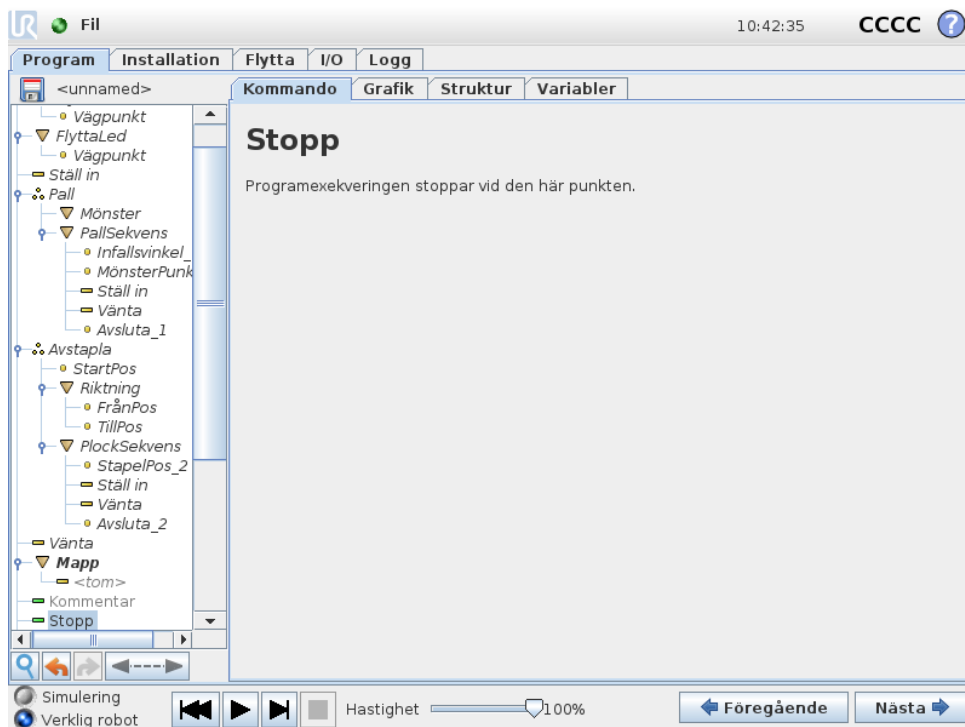 UR Fil 10:42:35 CCCC ?
Program Installation Flytta I/O Logg
<unnamed> Kommando Grafik Struktur Variabler
Vägpunkt
FlyttaLed
Vägpunkt
Ställ in
Pall
Mönster
PallSekvens
Infallsvinkel_
MönsterPunk
Ställ in
Vänta
Avsluta_1
Avstapla
StartPos
Riktning
FrånPos
TillPos
PlockSekvens
StapelPos_2
Ställ in
Vänta
Avsluta_2
Vänta
Mapp
<tom>
Kommentar
Stopp
Stopp
Programexekveringen stoppar vid den här punkten.
Simulering
Verklig robot
Hastighet 100%
Föregående Nästa